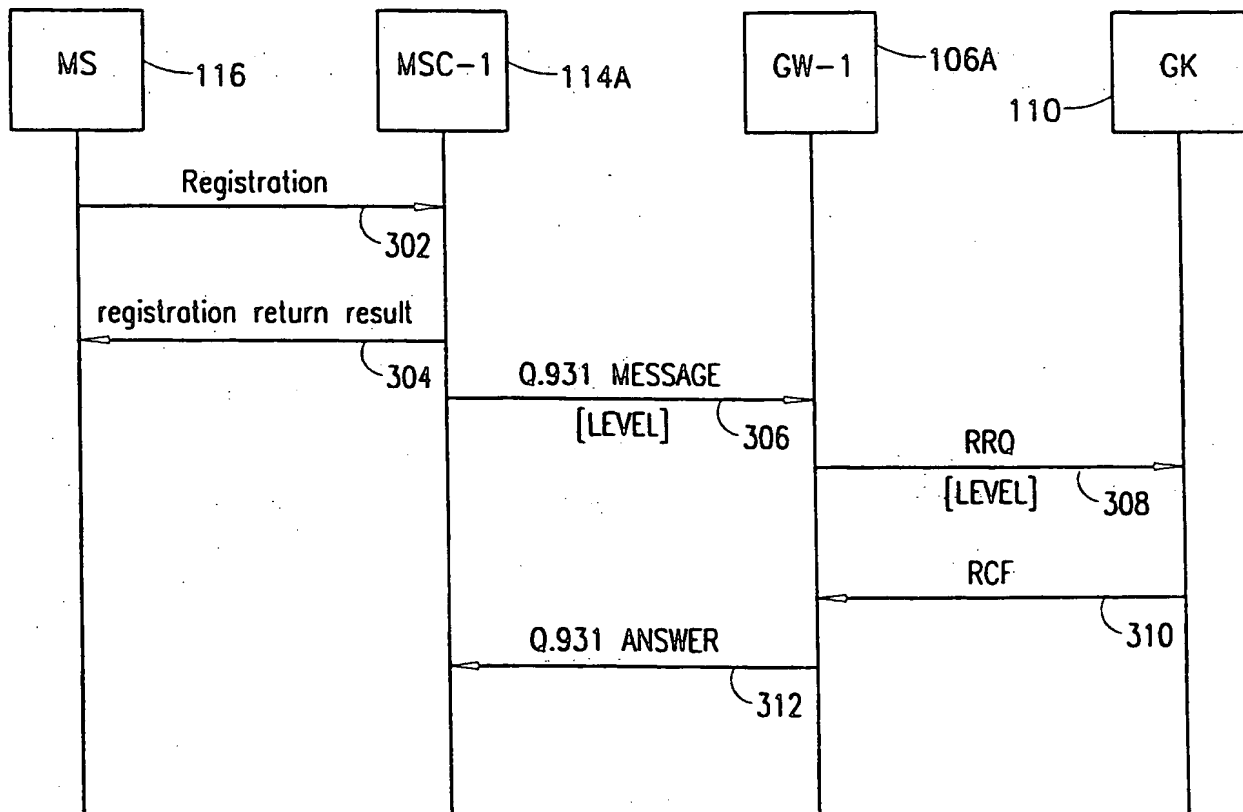 MS
116
MSC-1
114A
GW-1
106A
GK
110
Registration
302
registration return result
304
Q.931 MESSAGE
[LEVEL]
306
RRQ
[LEVEL]
308
RCF
310
Q.931 ANSWER
312